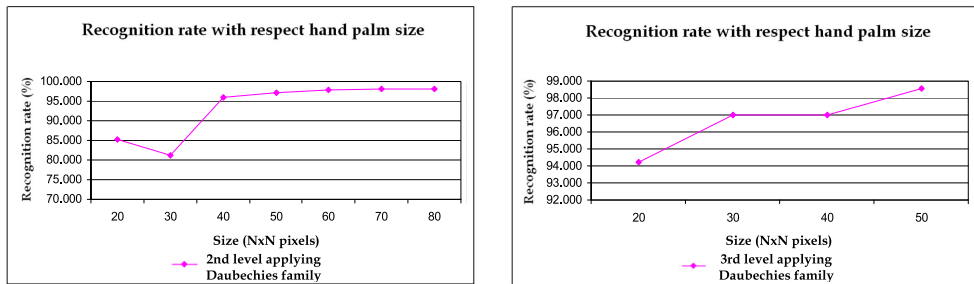 Recognition rate with respect hand palm size
Recognition rate (%)
100.000
95.000
90.000
85.000
80.000
75.000
70.000
20 30 40 50 60 70 80
Size (NxN pixels)
2nd level applying
Daubechies family
Recognition rate with respect hand palm size
Recognition rate (%)
99.000
98.000
97.000
96.000
95.000
94.000
93.000
92.000
20 30 40 50
Size (NxN pixels)
3rd level applying
Daubechies family